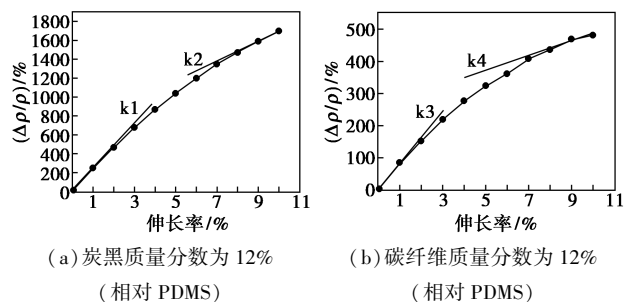 1800
1600
1400
1200
1000
800
600
400
200
0
(Δρ/ρ)/%
k1
k2
1 3 5 7 9 11
伸长率/%
(a)炭黑质量分数为 12%
(相对 PDMS)
500
400
300
200
100
0
(Δρ/ρ)/%
k3
k4
1 3 5 7 9 11
伸长率/%
(b)碳纤维质量分数为 12%
(相对 PDMS)